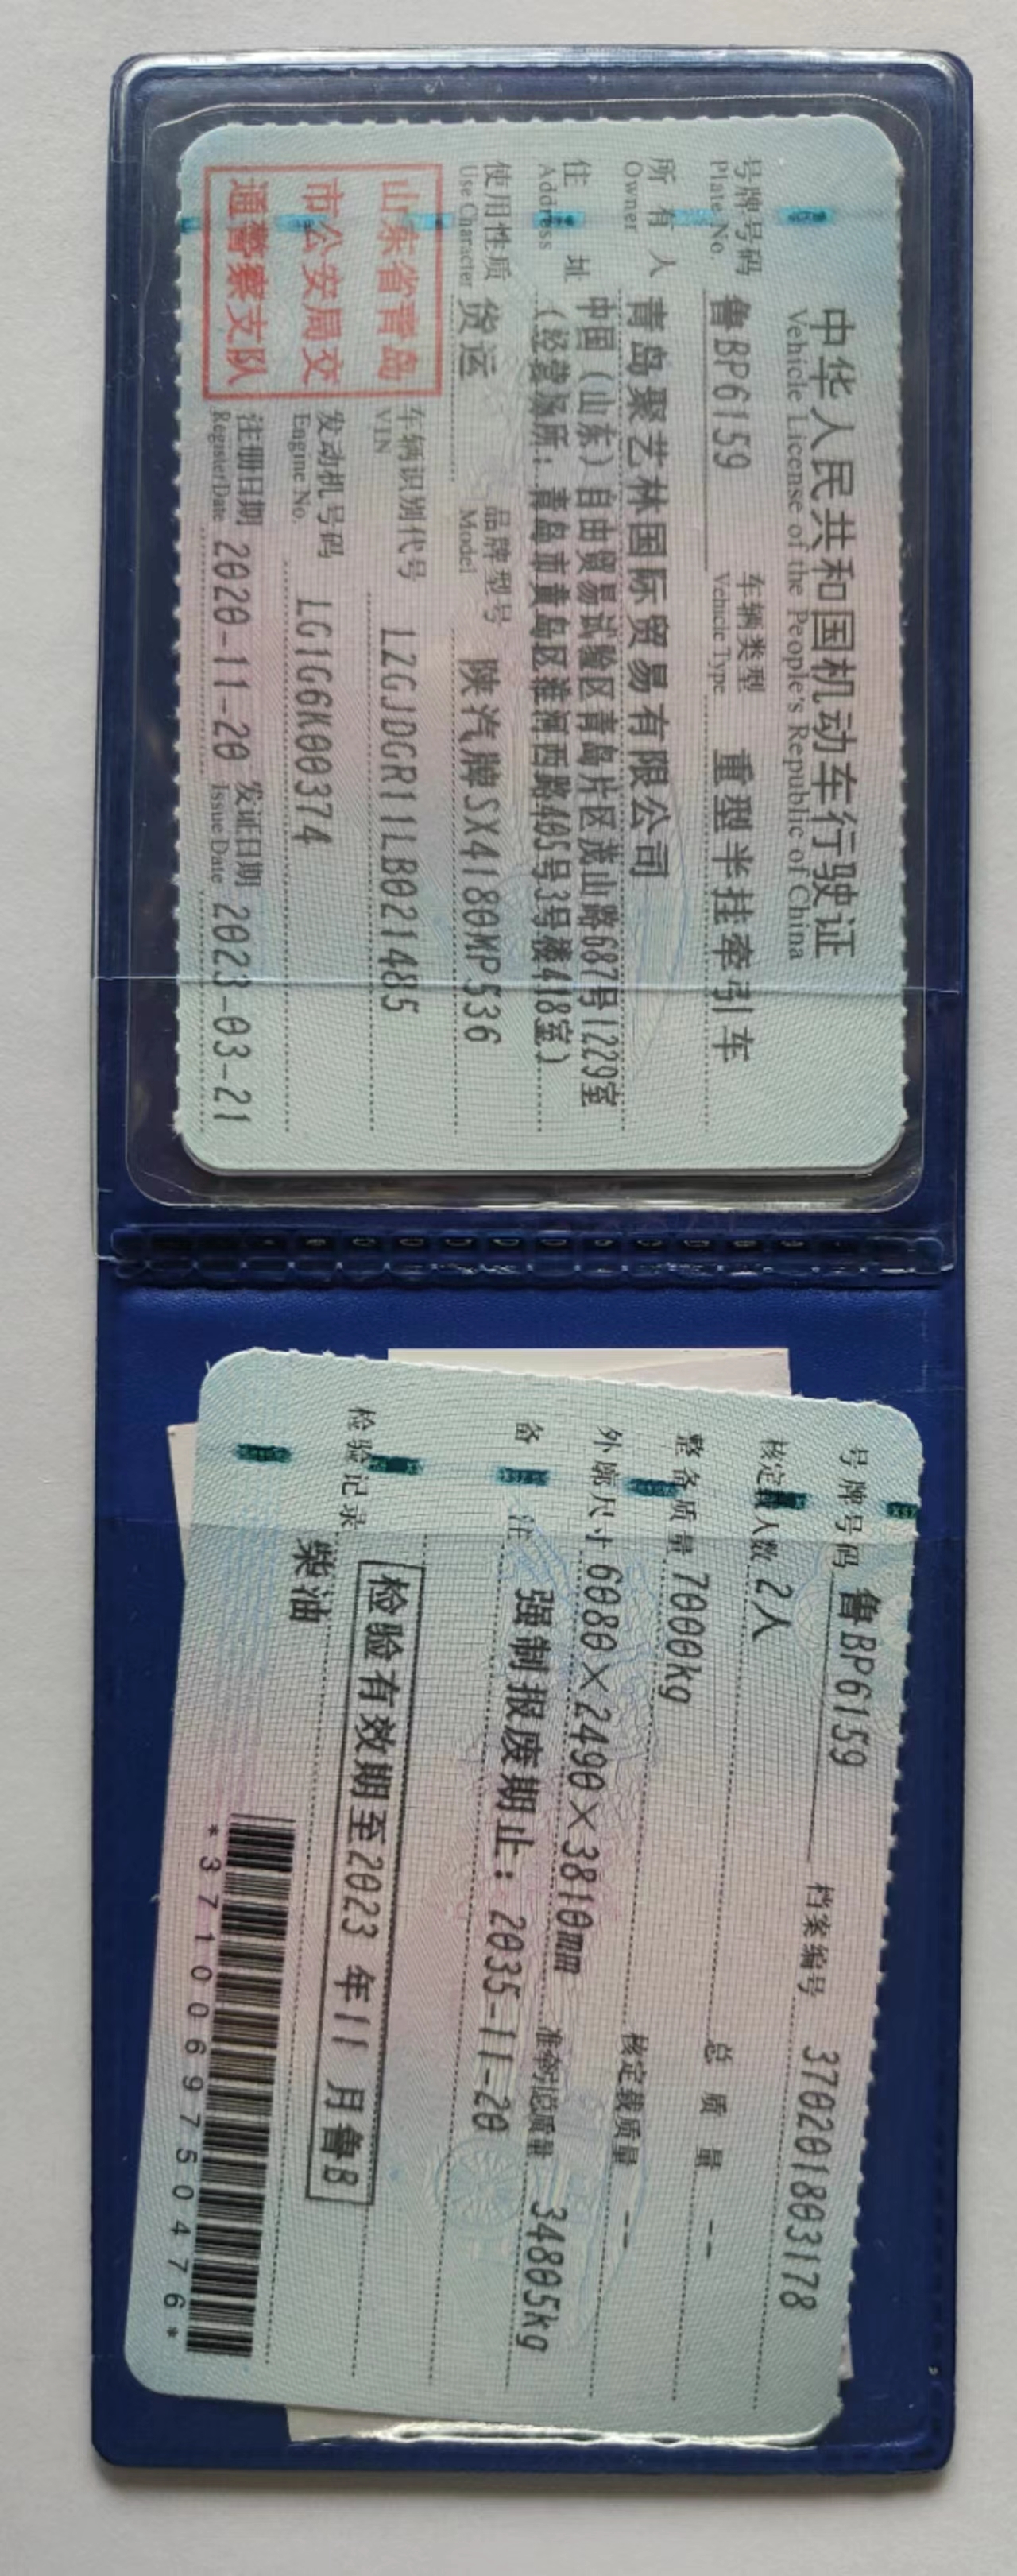 中华人民共和国机动车行驶证
Vehicle License of the People's Republic of China
号牌号码 鲁BP6159 车辆类型 重型半挂牵引车
Plate No. Vehicle Type
所有人 青岛聚艺林国际贸易有限公司
Owner
住址 中国(山东)自由贸易试验区青岛片区茂山路687号1229室
Address (经营场所:青岛市黄岛区淮河西路405号3号楼418室)
使用性质 货运 品牌型号 陕汽牌SX4180WP536
Use Character Model
山东省青岛
市公安局交
通警察支队
车辆识别代号 LZGJDGR11LB021485
VIN
发动机号码 LG1G6K00374
Engine No.
注册日期 2020-11-20 发证日期 2023-03-21
Register Date Issue Date
号牌号码 鲁BP6159 档案编号 370201803178
核定载人数 2人 总质量 --
整备质量 7000kg 核定载质量 --
外廓尺寸 6080×2490×3810mm 准牵引总质量 34805kg
备注 强制报废期止:2035-11-20
检验记录 检验有效期至2023年11月鲁B
柴油
*3710069750476*